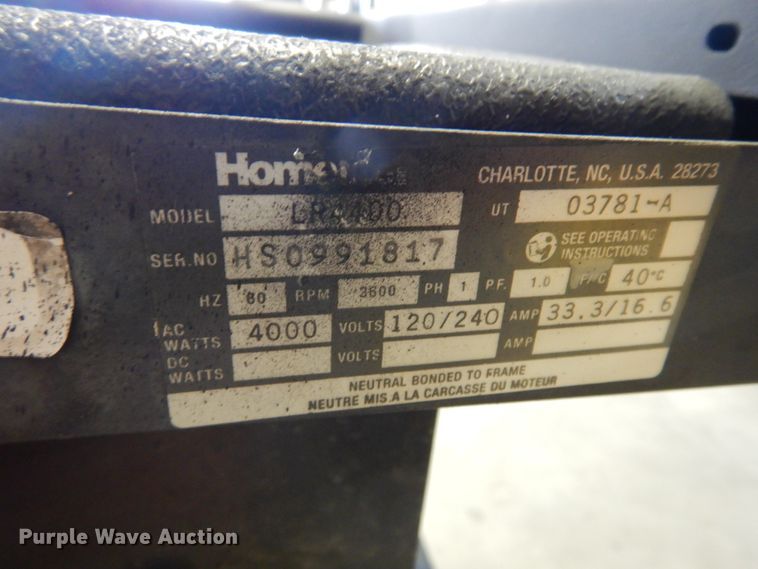 CHARLOTTE, NC, U.S.A. 28273
MODEL LR4400 UT 03781-A
SER.NO HS0991817 SEE OPERATING
INSTRUCTIONS
HZ 60 RPM 3600 PH 1 P.F. 1.0 40°C
AC WATTS 4000 VOLTS 120/240 AMP 33.3/16.6
DC WATTS VOLTS AMP
NEUTRAL BONDED TO FRAME
NEUTRE MIS A LA CARCASSE DU MOTEUR
Purple Wave Auction